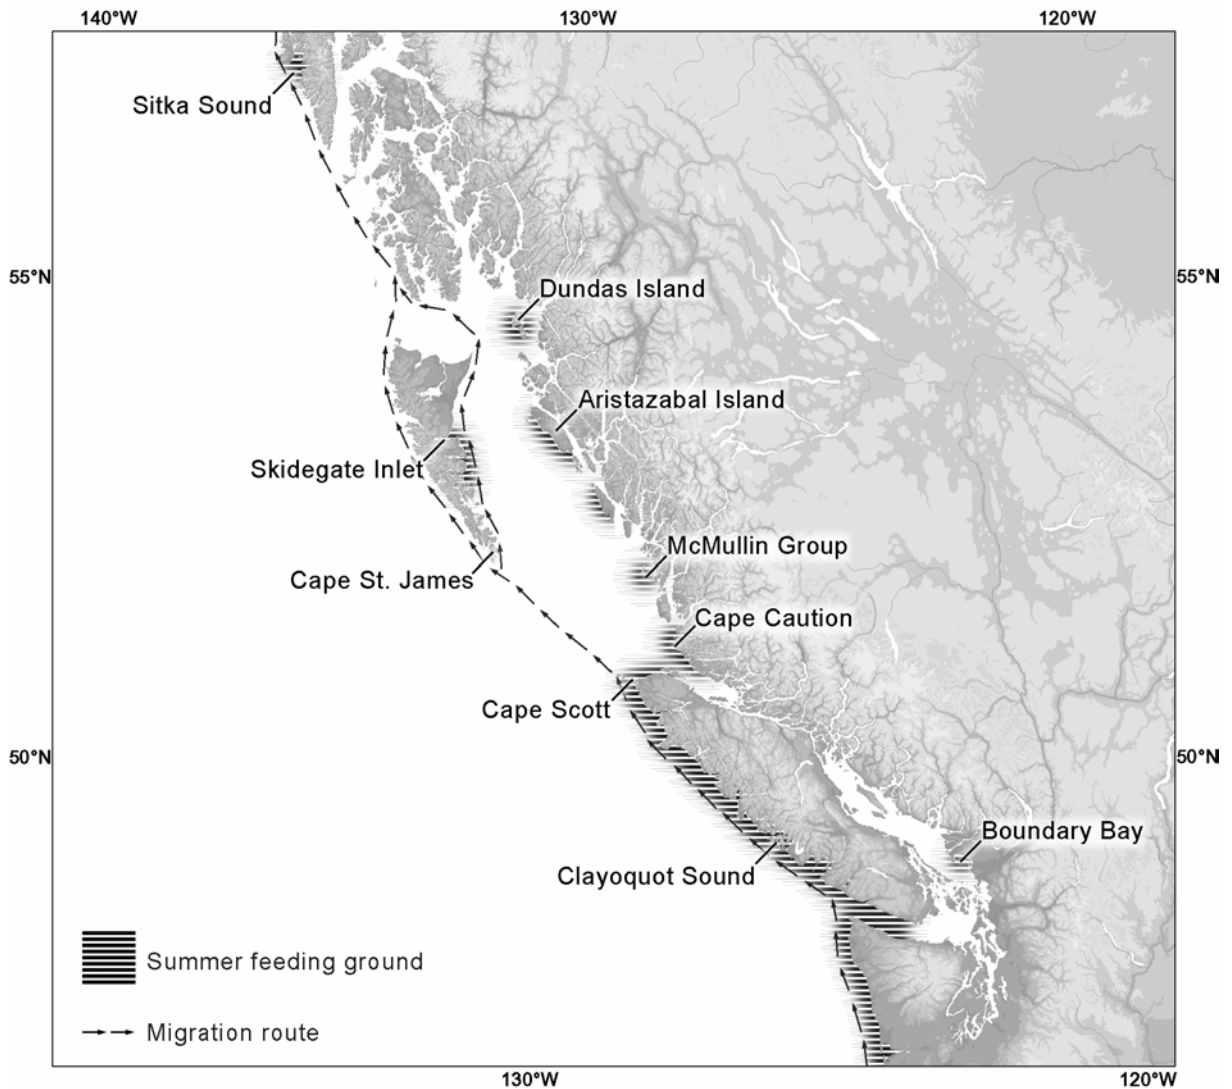 140°W 130°W 120°W
Sitka Sound
55°N 55°N
Dundas Island
Aristazabal Island
Skidegate Inlet
McMullin Group
Cape St. James
Cape Caution
Cape Scott
50°N 50°N
Boundary Bay
Clayoquot Sound
Summer feeding ground
Migration route
130°W 120°W